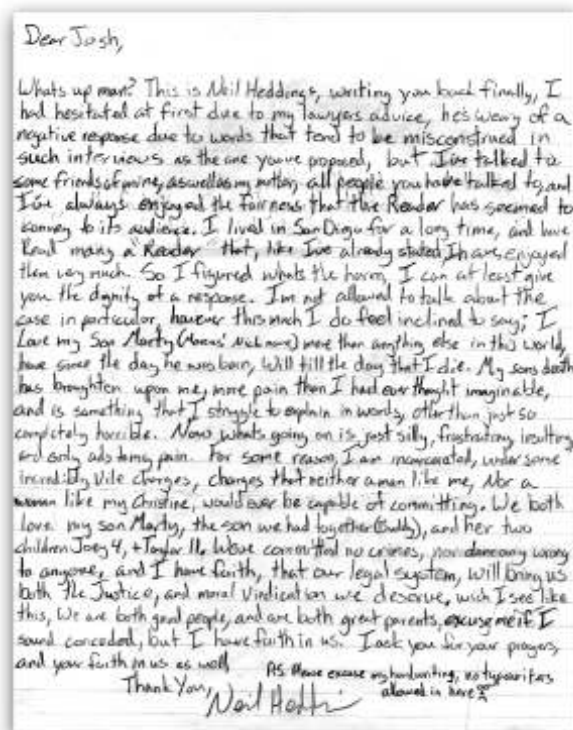 Dear Josh,
Whats up man? This is Neil Heddings, writing you back finally, I
had hesitated at first due to my lawyers advice, he's weary of a
negative response due to words that tend to be misconstrued in
such interviews as the one you've proposed, but I've talked to
some friends of mine, as well as my mother, all people you have talked to, and
I've always enjoyed the fairness that the Reader has seemed to
convey to its audience. I lived in San Diego for a long time, and have
Read many a "Reader" that, like I've already stated, I have enjoyed
them very much. So I figured whats the harm, I can at least give
you the dignity of a response. I'm not allowed to talk about the
case in particular, however this much I do feel inclined to say; I
Love my Son Marty (Nick name) more than anything else in this world,
have since the day he was born, will till the day that I die. My sons death
has broughten upon me, more pain than I had ever thought imaginable,
and is something that I struggle to explain in words, other than just so
completely horrible. Now whats going on is just silly, frustrating, insulting,
and only adds to my pain. For some reason, I am incarcerated, under some
incredibly vile charges, charges that neither a man like me, Nor a
woman like my Christine, would ever be capable of committing. We both
love my son Marty, the son we had together (Buddy), and her two
children Joey 4, + Taylor 11. Weve committed no crimes, nor done any wrong
to anyone, and I have faith, that our legal system, will bring us
both the Justice, and moral vindication we deserve, wich I see like
this, We are both good people, and are both great parents, excuse me if I
sound conceded, but I have faith in us. I ask you for your prayers,
and your faith in us as well,
PS. Please excuse my handwriting, no typewriters
allowed in here
Thank You,
Neil Heddi